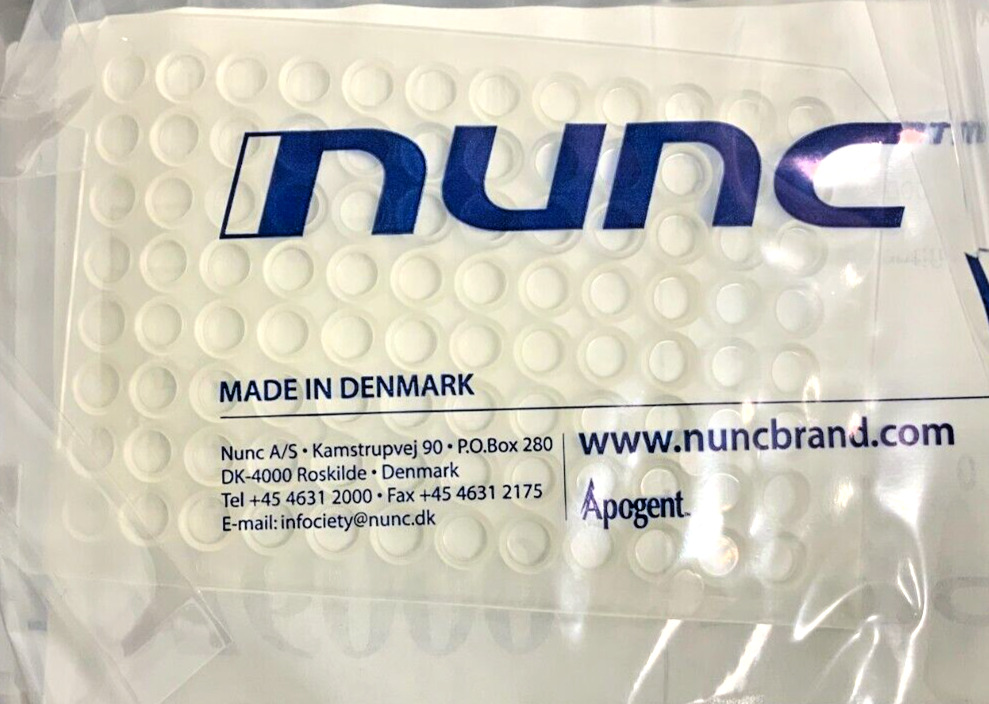 nunc™
MADE IN DENMARK
Nunc A/S • Kamstrupvej 90 • P.O.Box 280
DK-4000 Roskilde • Denmark
Tel +45 4631 2000 • Fax +45 4631 2175
E-mail: infociety@nunc.dk
www.nuncbrand.com
Apogent